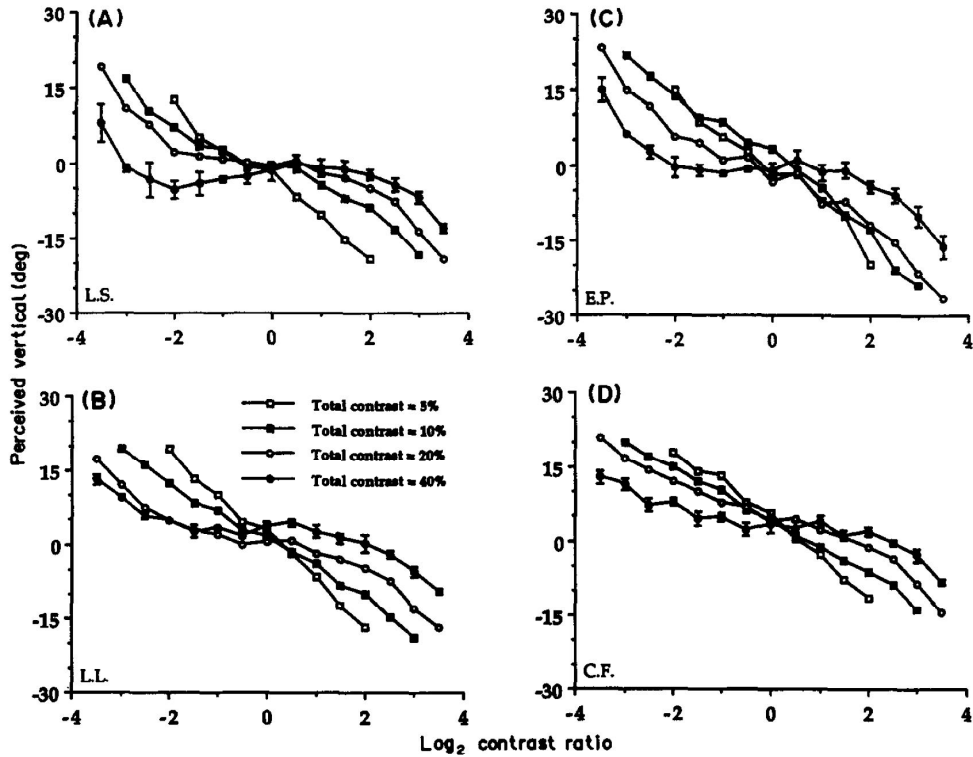 (A)
30
15
0
-15
-30
L.S.
-4
-2
0
2
4
(C)
30
15
0
-15
-30
E.P.
-4
-2
0
2
4
Perceived vertical (deg)
(B)
30
15
0
-15
-30
L.L.
-4
-2
0
2
4
Total contrast = 5%
Total contrast = 10%
Total contrast = 20%
Total contrast = 40%
(D)
30
15
0
-15
-30
C.F.
-4
-2
0
2
4
Log₂ contrast ratio